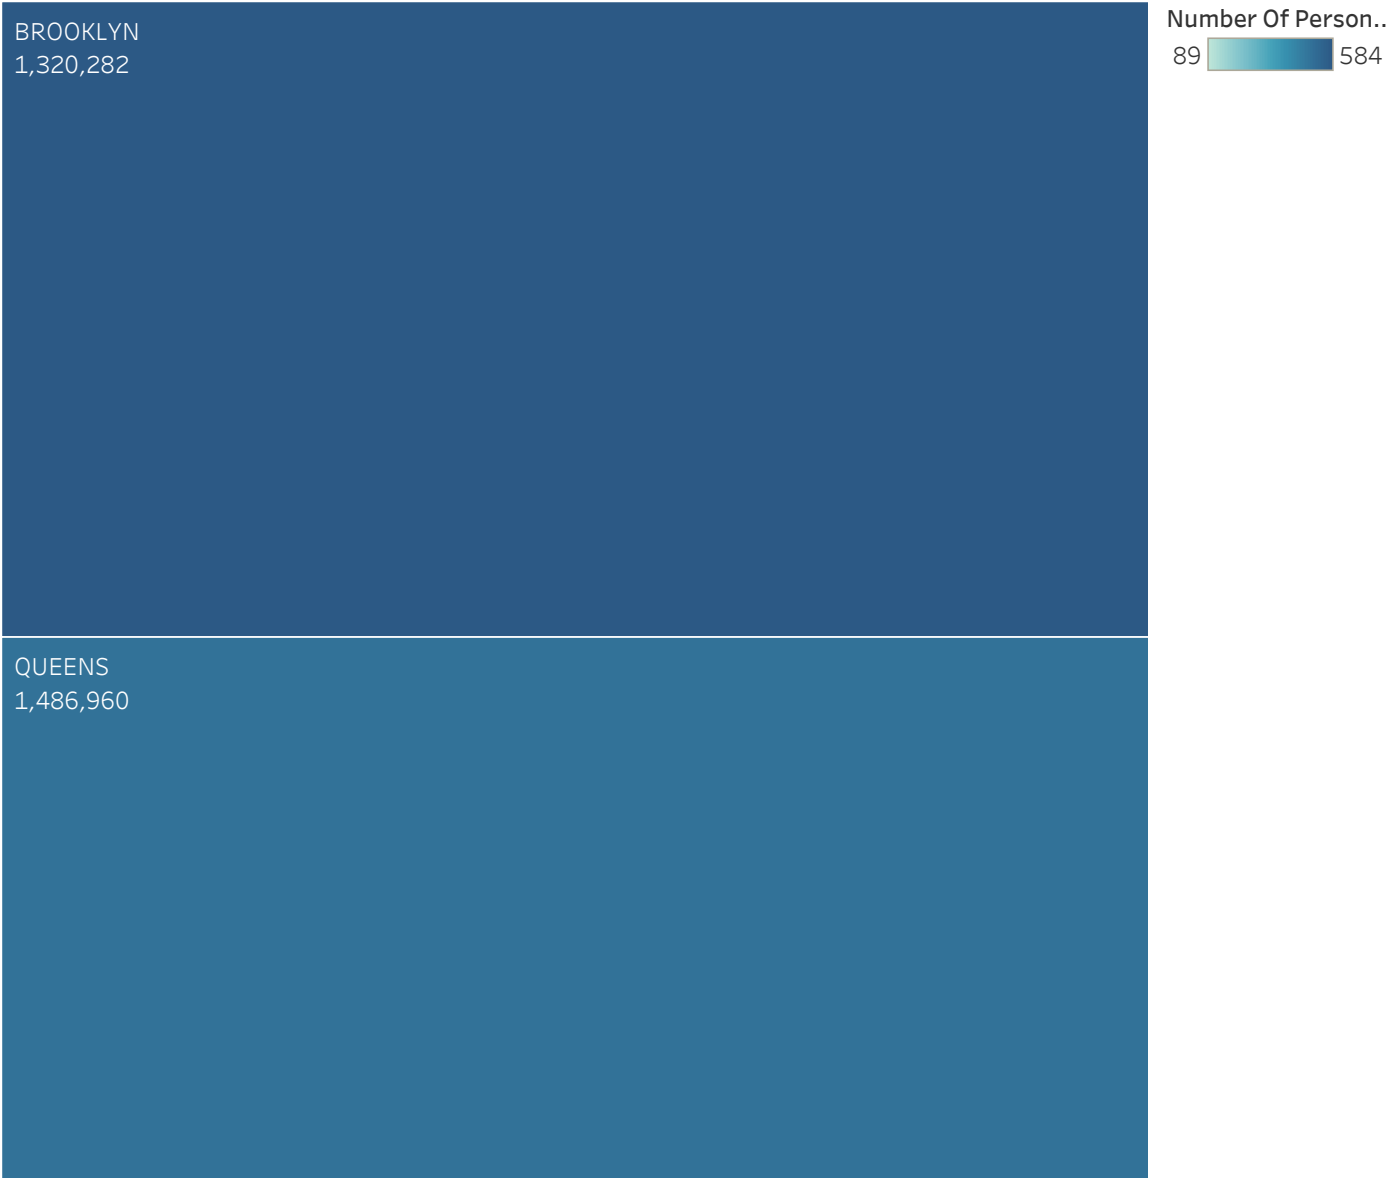 BROOKLYN
1,320,282
Number Of Person..
89 584
QUEENS
1,486,960